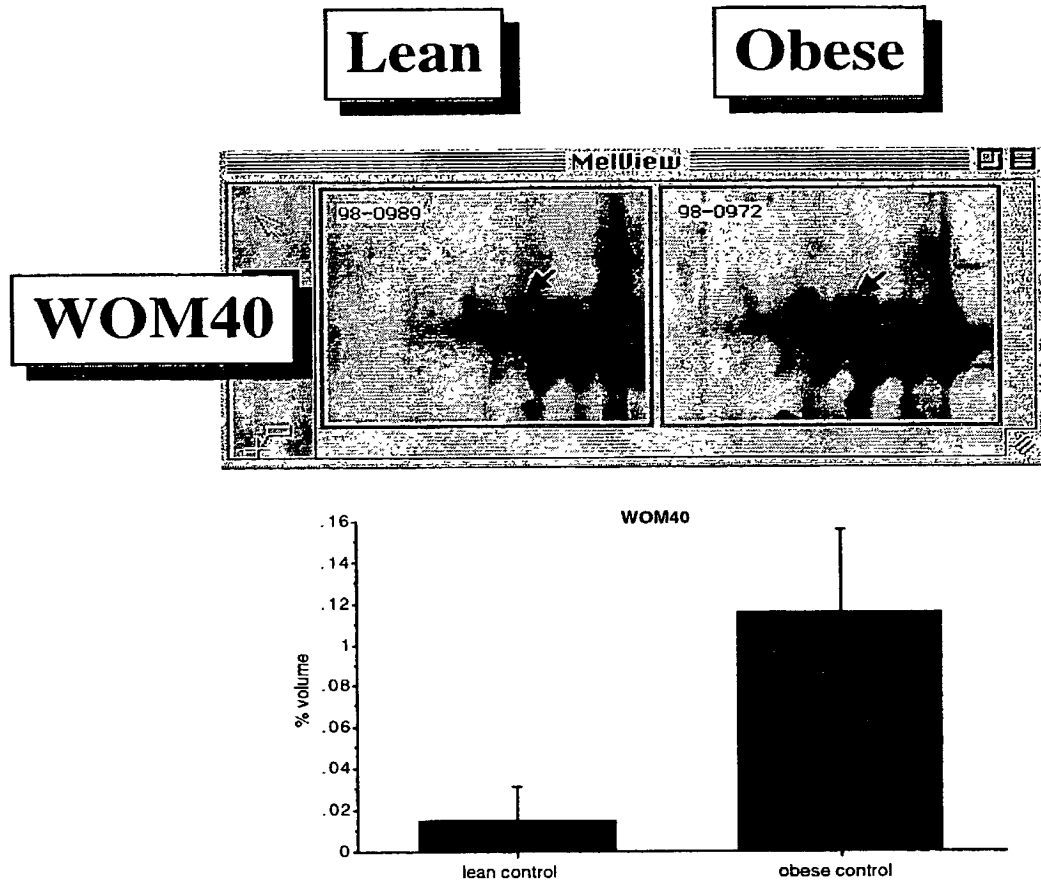 Lean
Obese
MelView
98-0989
98-0972
WOM40
WOM40
.16
.14
.12
1
.08
.06
.04
.02
0
% volume
lean control
obese control